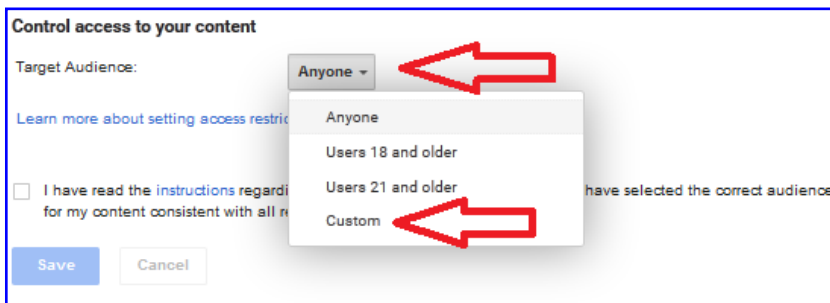 Control access to your content
Target Audience:
Anyone
Learn more about setting access restric
Anyone
Users 18 and older
Users 21 and older
Custom
I have read the instructions regardi have selected the correct audience
for my content consistent with all r
Save Cancel